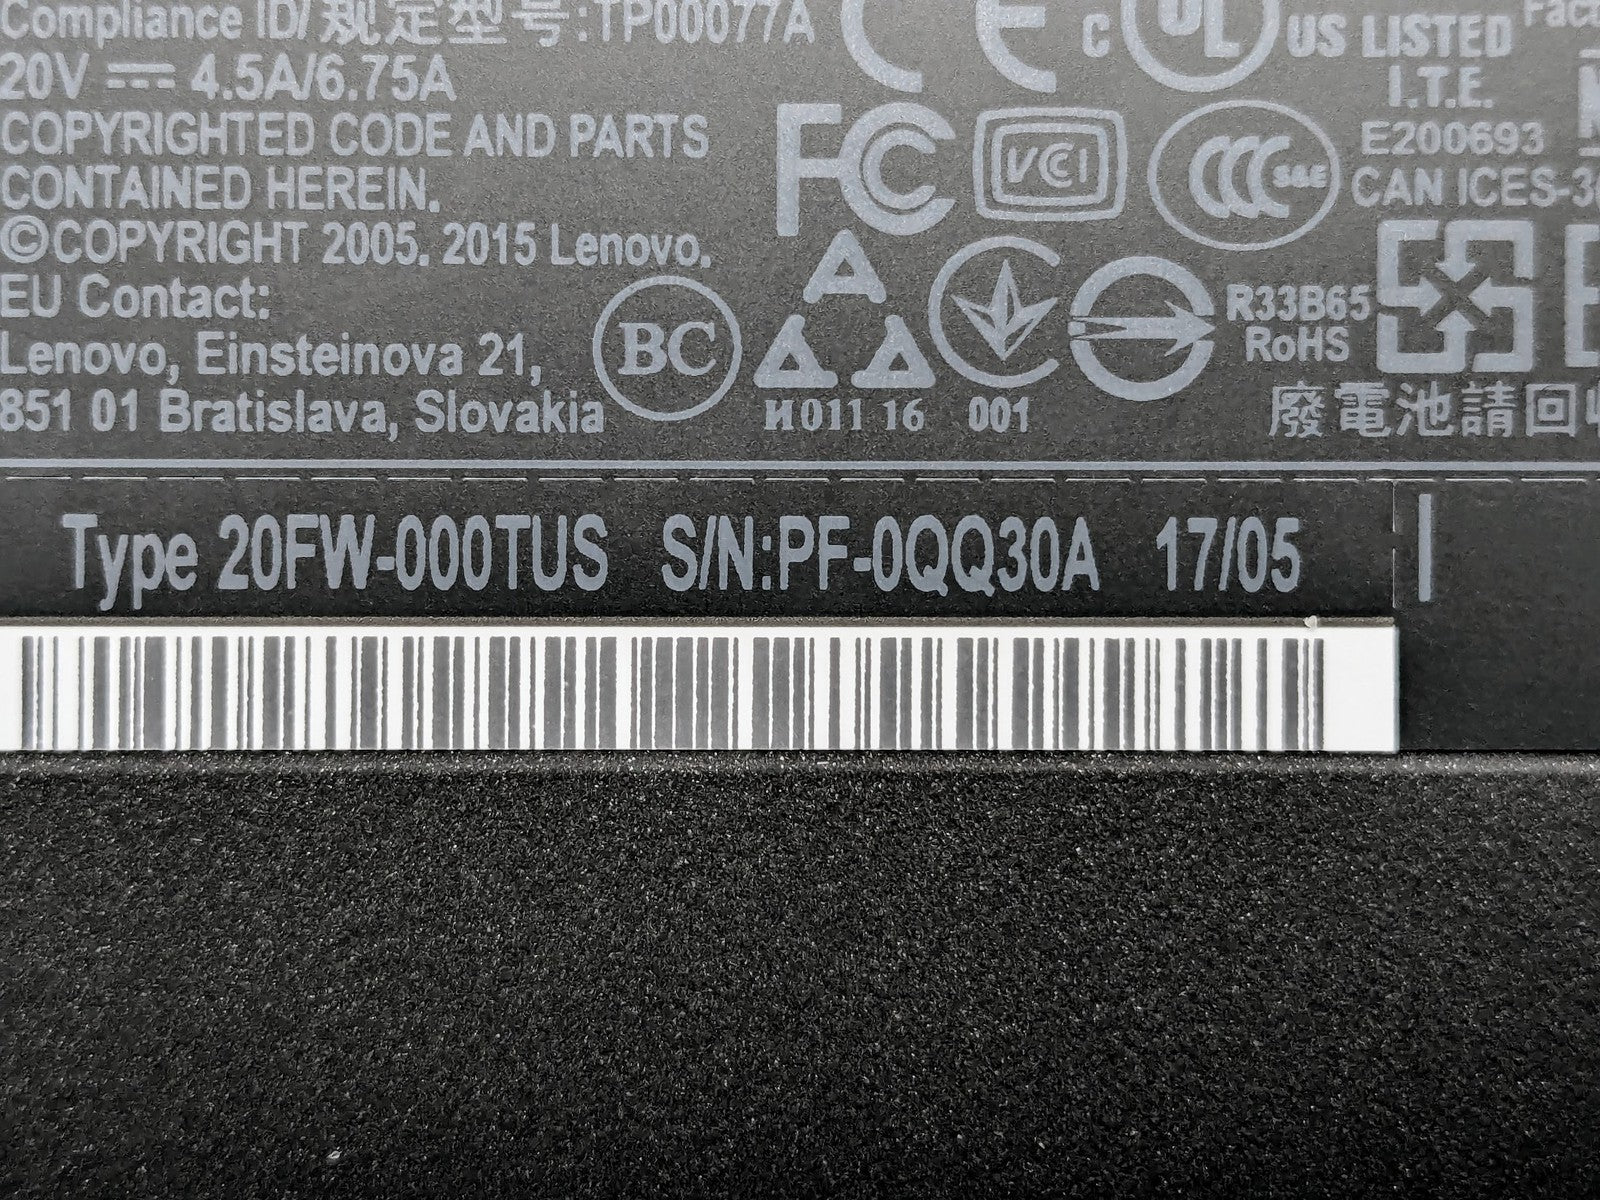 Compliance ID/规定型号:TP00077A
20V ⎓ 4.5A/6.75A
COPYRIGHTED CODE AND PARTS
CONTAINED HEREIN.
©COPYRIGHT 2005, 2015 Lenovo.
EU Contact:
Lenovo, Einsteinova 21,
851 01 Bratislava, Slovakia
CE
c UL US LISTED
I.T.E.
E200693
CAN ICES-3
FC
VCCI
CCC S&E
BC
И011 16
001
R33B65
RoHS
廢電池請回
Type 20FW-000TUS S/N:PF-0QQ30A 17/05